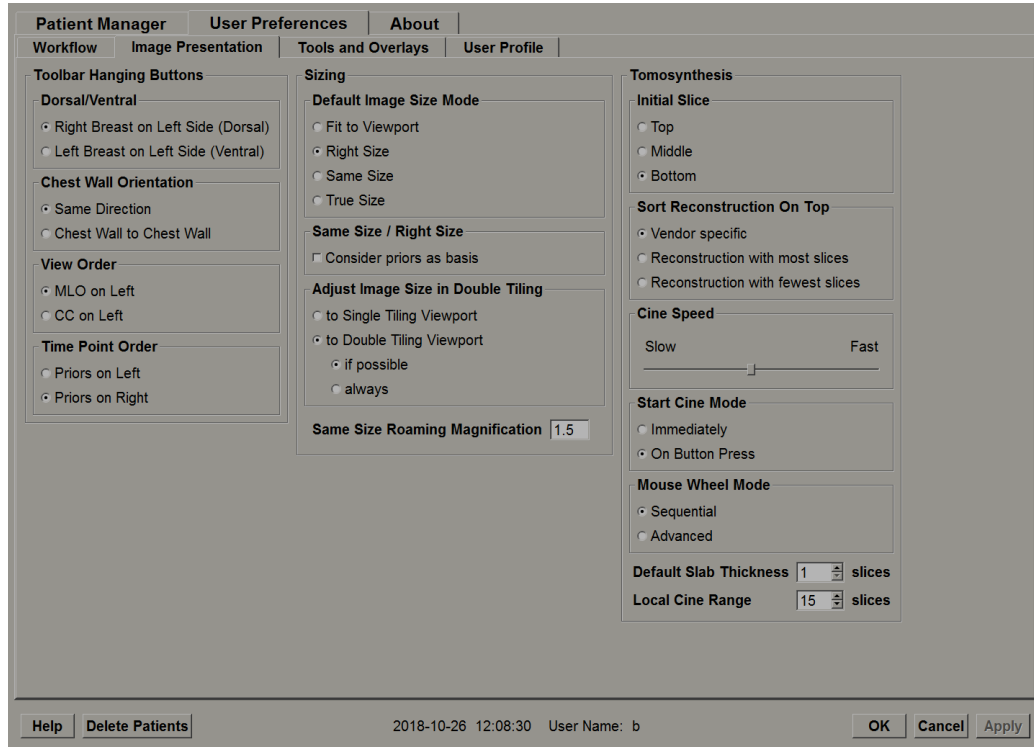 Patient Manager User Preferences About
Workflow Image Presentation Tools and Overlays User Profile
Toolbar Hanging Buttons
Dorsal/Ventral
Right Breast on Left Side (Dorsal)
Left Breast on Left Side (Ventral)
Chest Wall Orientation
Same Direction
Chest Wall to Chest Wall
View Order
MLO on Left
CC on Left
Time Point Order
Priors on Left
Priors on Right
Sizing
Default Image Size Mode
Fit to Viewport
Right Size
Same Size
True Size
Same Size / Right Size
Consider priors as basis
Adjust Image Size in Double Tiling
to Single Tiling Viewport
to Double Tiling Viewport
if possible
always
Same Size Roaming Magnification 1.5
Tomosynthesis
Initial Slice
Top
Middle
Bottom
Sort Reconstruction On Top
Vendor specific
Reconstruction with most slices
Reconstruction with fewest slices
Cine Speed
Slow Fast
Start Cine Mode
Immediately
On Button Press
Mouse Wheel Mode
Sequential
Advanced
Default Slab Thickness 1 slices
Local Cine Range 15 slices
Help Delete Patients 2018-10-26 12:08:30 User Name: b OK Cancel Apply